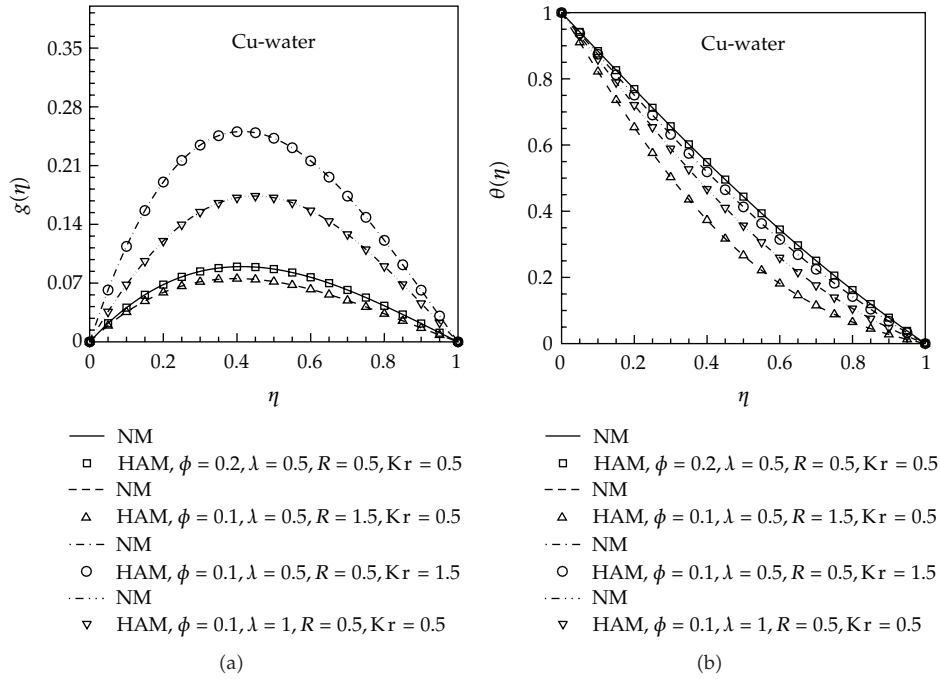 Cu-water
0.35
0.28
0.21
0.14
0.07
0
g(η)
0 0.2 0.4 0.6 0.8 1
η
NM
HAM, ϕ = 0.2, λ = 0.5, R = 0.5, Kr = 0.5
NM
HAM, ϕ = 0.1, λ = 0.5, R = 1.5, Kr = 0.5
NM
HAM, ϕ = 0.1, λ = 0.5, R = 0.5, Kr = 1.5
NM
HAM, ϕ = 0.1, λ = 1, R = 0.5, Kr = 0.5
(a)
Cu-water
1
0.8
0.6
0.4
0.2
0
θ(η)
0 0.2 0.4 0.6 0.8 1
η
NM
HAM, ϕ = 0.2, λ = 0.5, R = 0.5, Kr = 0.5
NM
HAM, ϕ = 0.1, λ = 0.5, R = 1.5, Kr = 0.5
NM
HAM, ϕ = 0.1, λ = 0.5, R = 0.5, Kr = 1.5
NM
HAM, ϕ = 0.1, λ = 1, R = 0.5, Kr = 0.5
(b)